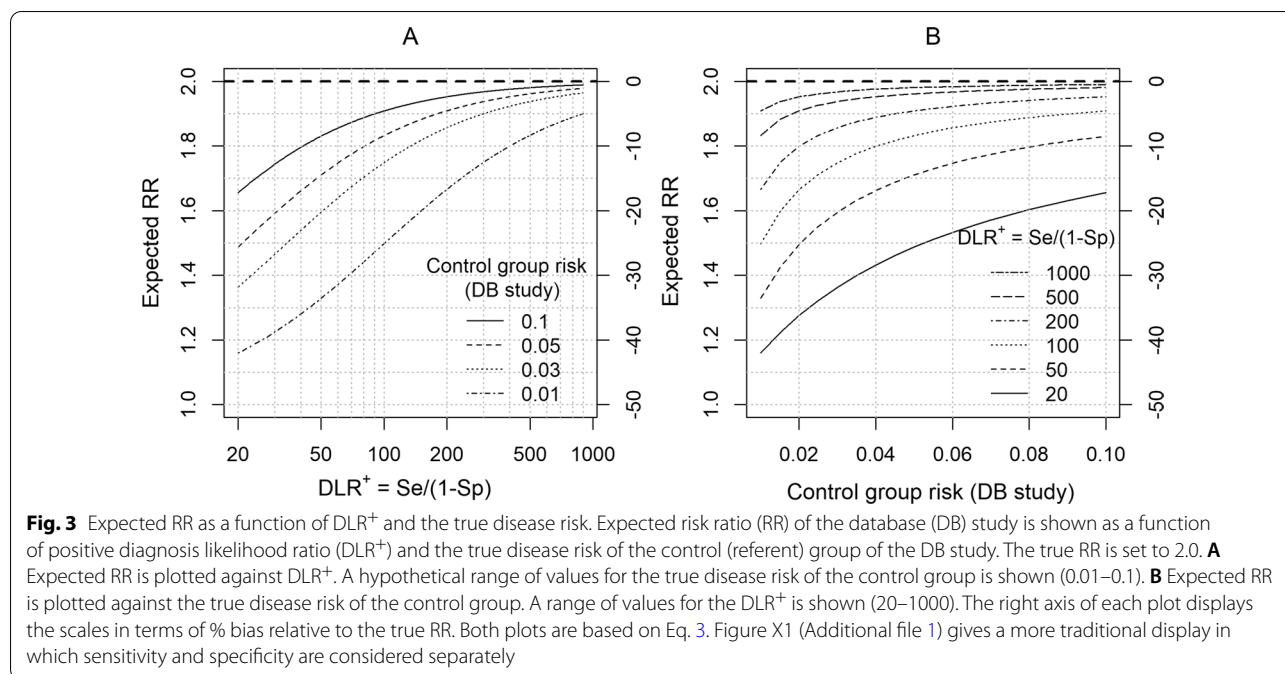 A
Expected RR
1.0 1.2 1.4 1.6 1.8 2.0
-50 -40 -30 -20 -10 0
Control group risk
(DB study)
0.1
0.05
0.03
0.01
20 50 100 200 500 1000
DLR⁺ = Se/(1-Sp)
B
Expected RR
1.0 1.2 1.4 1.6 1.8 2.0
-50 -40 -30 -20 -10 0
DLR⁺ = Se/(1-Sp)
1000
500
200
100
50
20
0.02 0.04 0.06 0.08 0.10
Control group risk (DB study)
Fig. 3 Expected RR as a function of DLR⁺ and the true disease risk. Expected risk ratio (RR) of the database (DB) study is shown as a function
of positive diagnosis likelihood ratio (DLR⁺) and the true disease risk of the control (referent) group of the DB study. The true RR is set to 2.0. A
Expected RR is plotted against DLR⁺. A hypothetical range of values for the true disease risk of the control group is shown (0.01–0.1). B Expected RR
is plotted against the true disease risk of the control group. A range of values for the DLR⁺ is shown (20–1000). The right axis of each plot displays
the scales in terms of % bias relative to the true RR. Both plots are based on Eq. 3. Figure X1 (Additional file 1) gives a more traditional display in
which sensitivity and specificity are considered separately